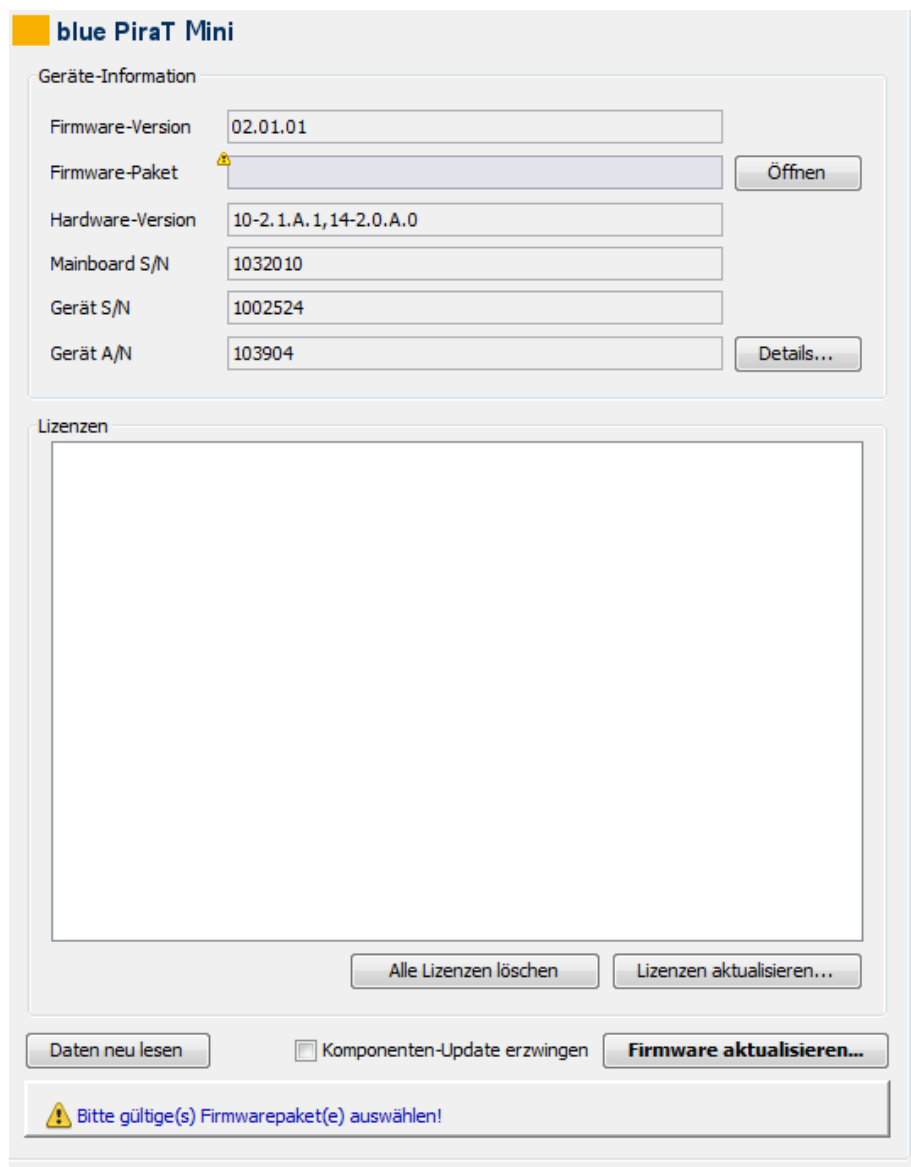 blue PiraT Mini
Geräte-Information
Firmware-Version 02.01.01
Firmware-Paket Öffnen
Hardware-Version 10-2.1.A.1,14-2.0.A.0
Mainboard S/N 1032010
Gerät S/N 1002524
Gerät A/N 103904 Details...
Lizenzen
Alle Lizenzen löschen Lizenzen aktualisieren...
Daten neu lesen Komponenten-Update erzwingen Firmware aktualisieren...
Bitte gültige(s) Firmwarepaket(e) auswählen!